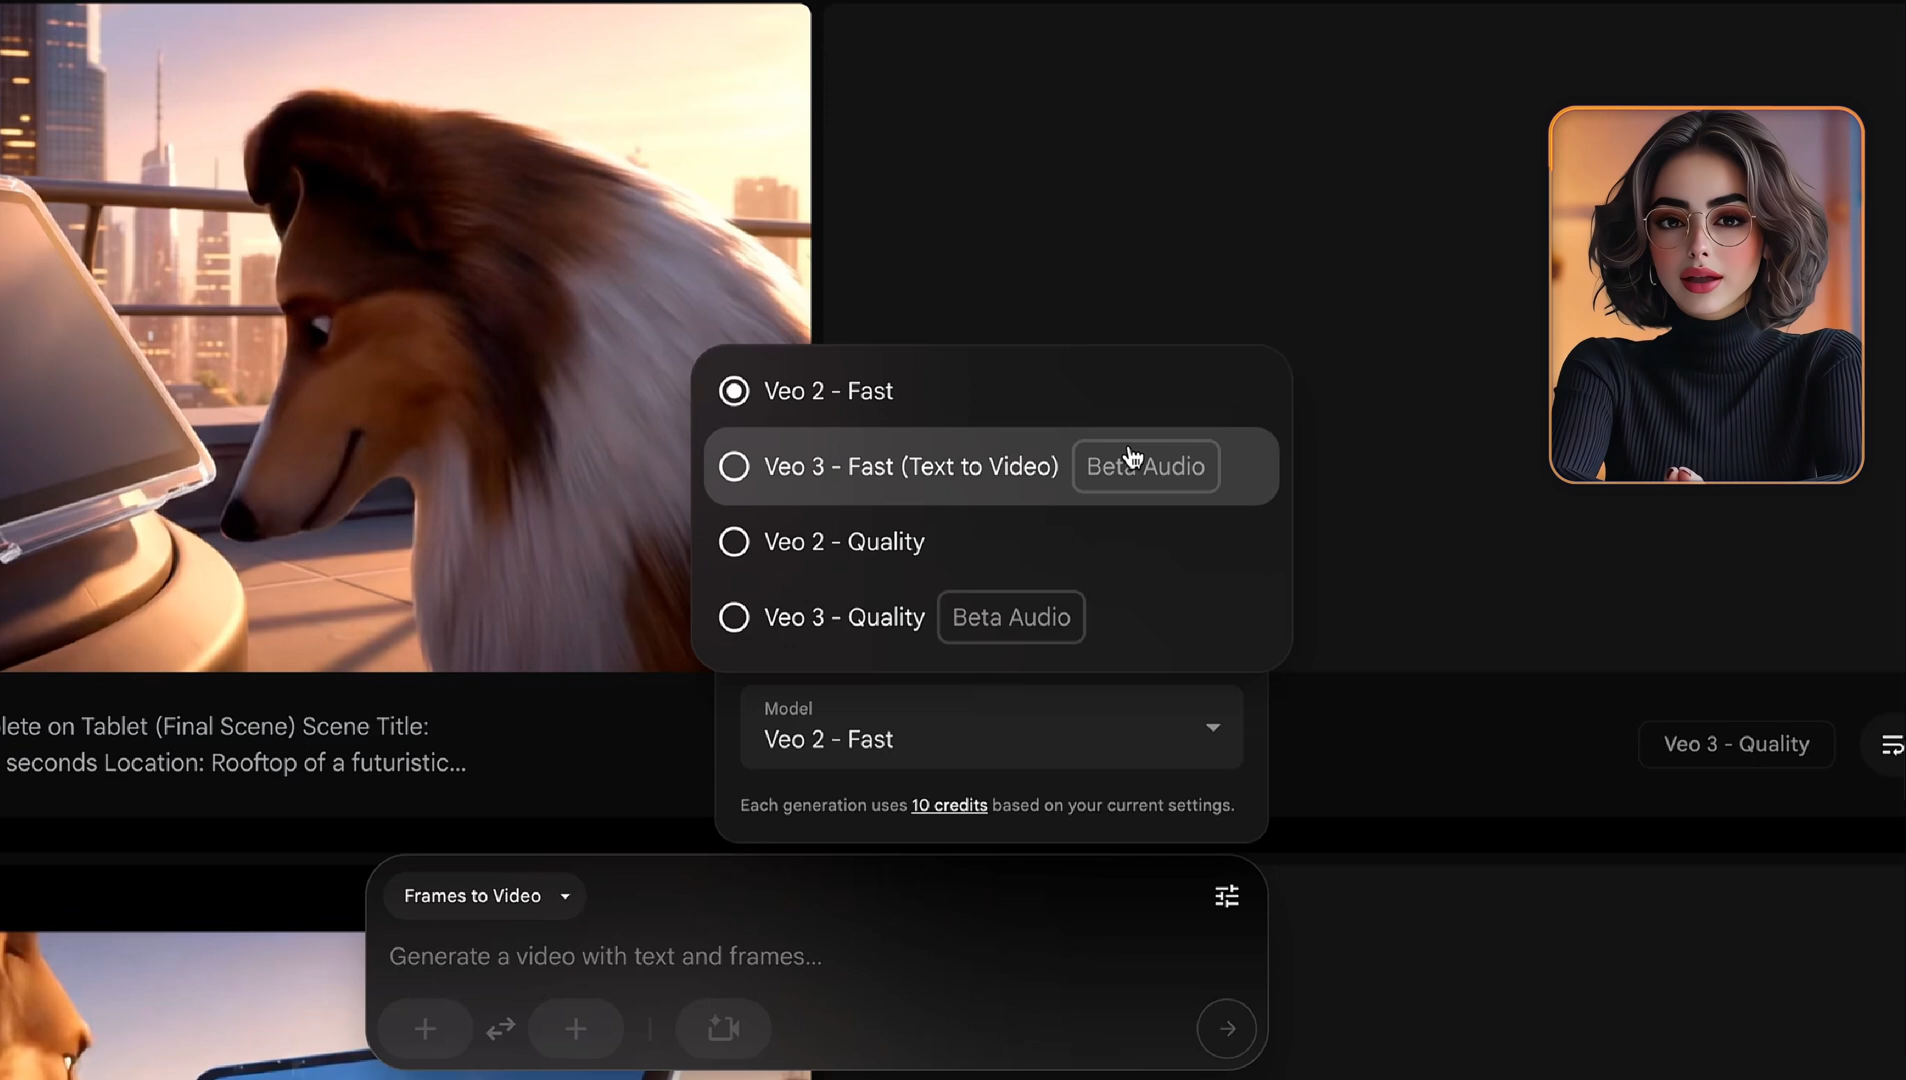 Veo 2 - Fast
Veo 3 - Fast (Text to Video) Beta Audio
Veo 2 - Quality
Veo 3 - Quality Beta Audio
Model
Veo 2 - Fast
Each generation uses 10 credits based on your current settings.
lete on Tablet (Final Scene) Scene Title:
seconds Location: Rooftop of a futuristic...
Veo 3 - Quality
Frames to Video
Generate a video with text and frames...